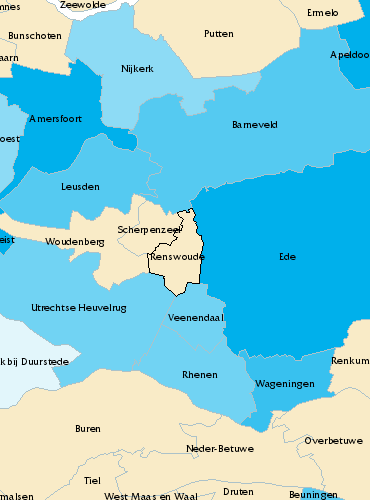 nnes
Zeewolde
Ermelo
Bunschoten
Putten
aarn
Apeldoo
Nijkerk
Amersfoort
Barneveld
oest
Leusden
Scherpenzeel
eist
Woudenberg
Renswoude
Ede
Utrechtse Heuvelrug
Veenendaal
k bij Duurstede
Renkum
Rhenen
Wageningen
Buren
Overbetuwe
Neder-Betuwe
Tiel
Druten
malsen
West Maas en Waal
Beuningen